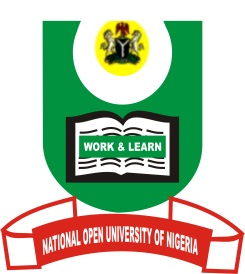 WORK & LEARN
NATIONAL OPEN UNIVERSITY OF NIGERIA